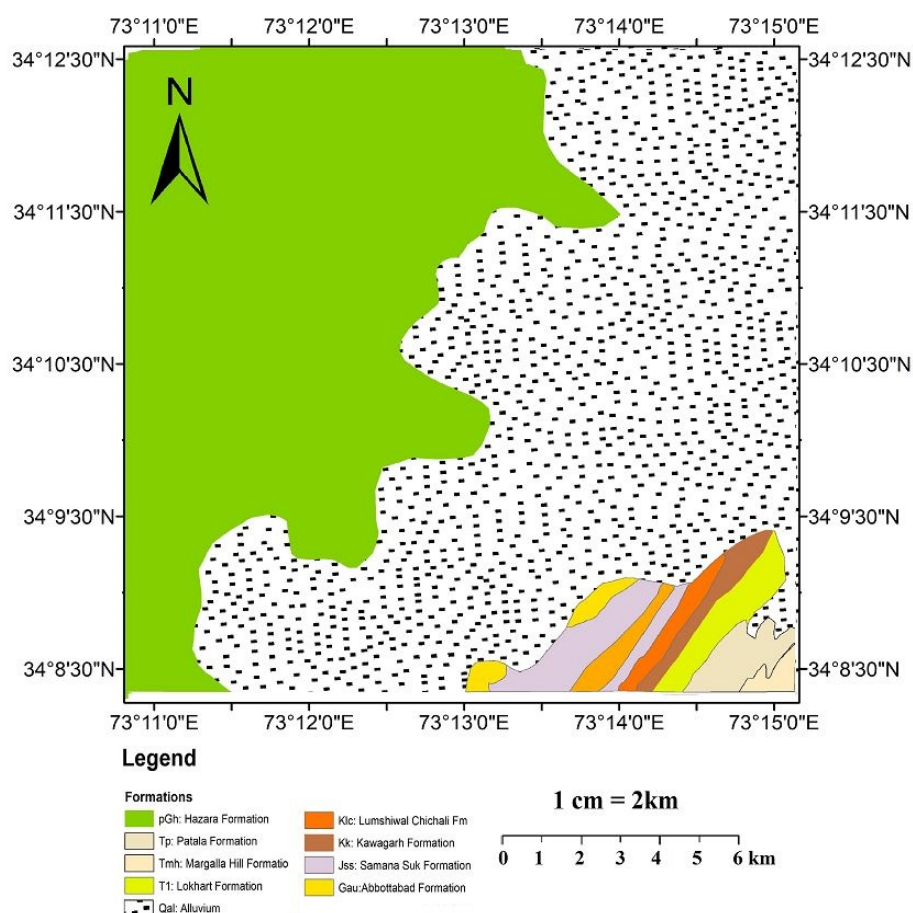 73°11'0"E 73°12'0"E 73°13'0"E 73°14'0"E 73°15'0"E
34°12'30"N 34°12'30"N
N
34°11'30"N 34°11'30"N
34°10'30"N 34°10'30"N
34°9'30"N 34°9'30"N
34°8'30"N 34°8'30"N
73°11'0"E 73°12'0"E 73°13'0"E 73°14'0"E 73°15'0"E
Legend
Formations
pGh: Hazara Formation
Tp: Patala Formation
Tmh: Margalla Hill Formatio
T1: Lokhart Formation
Qal: Alluvium
Klc: Lumshiwal Chichali Fm
Kk: Kawagarh Formation
Jss: Samana Suk Formation
Gau:Abbottabad Formation
1 cm = 2km
0 1 2 3 4 5 6 km